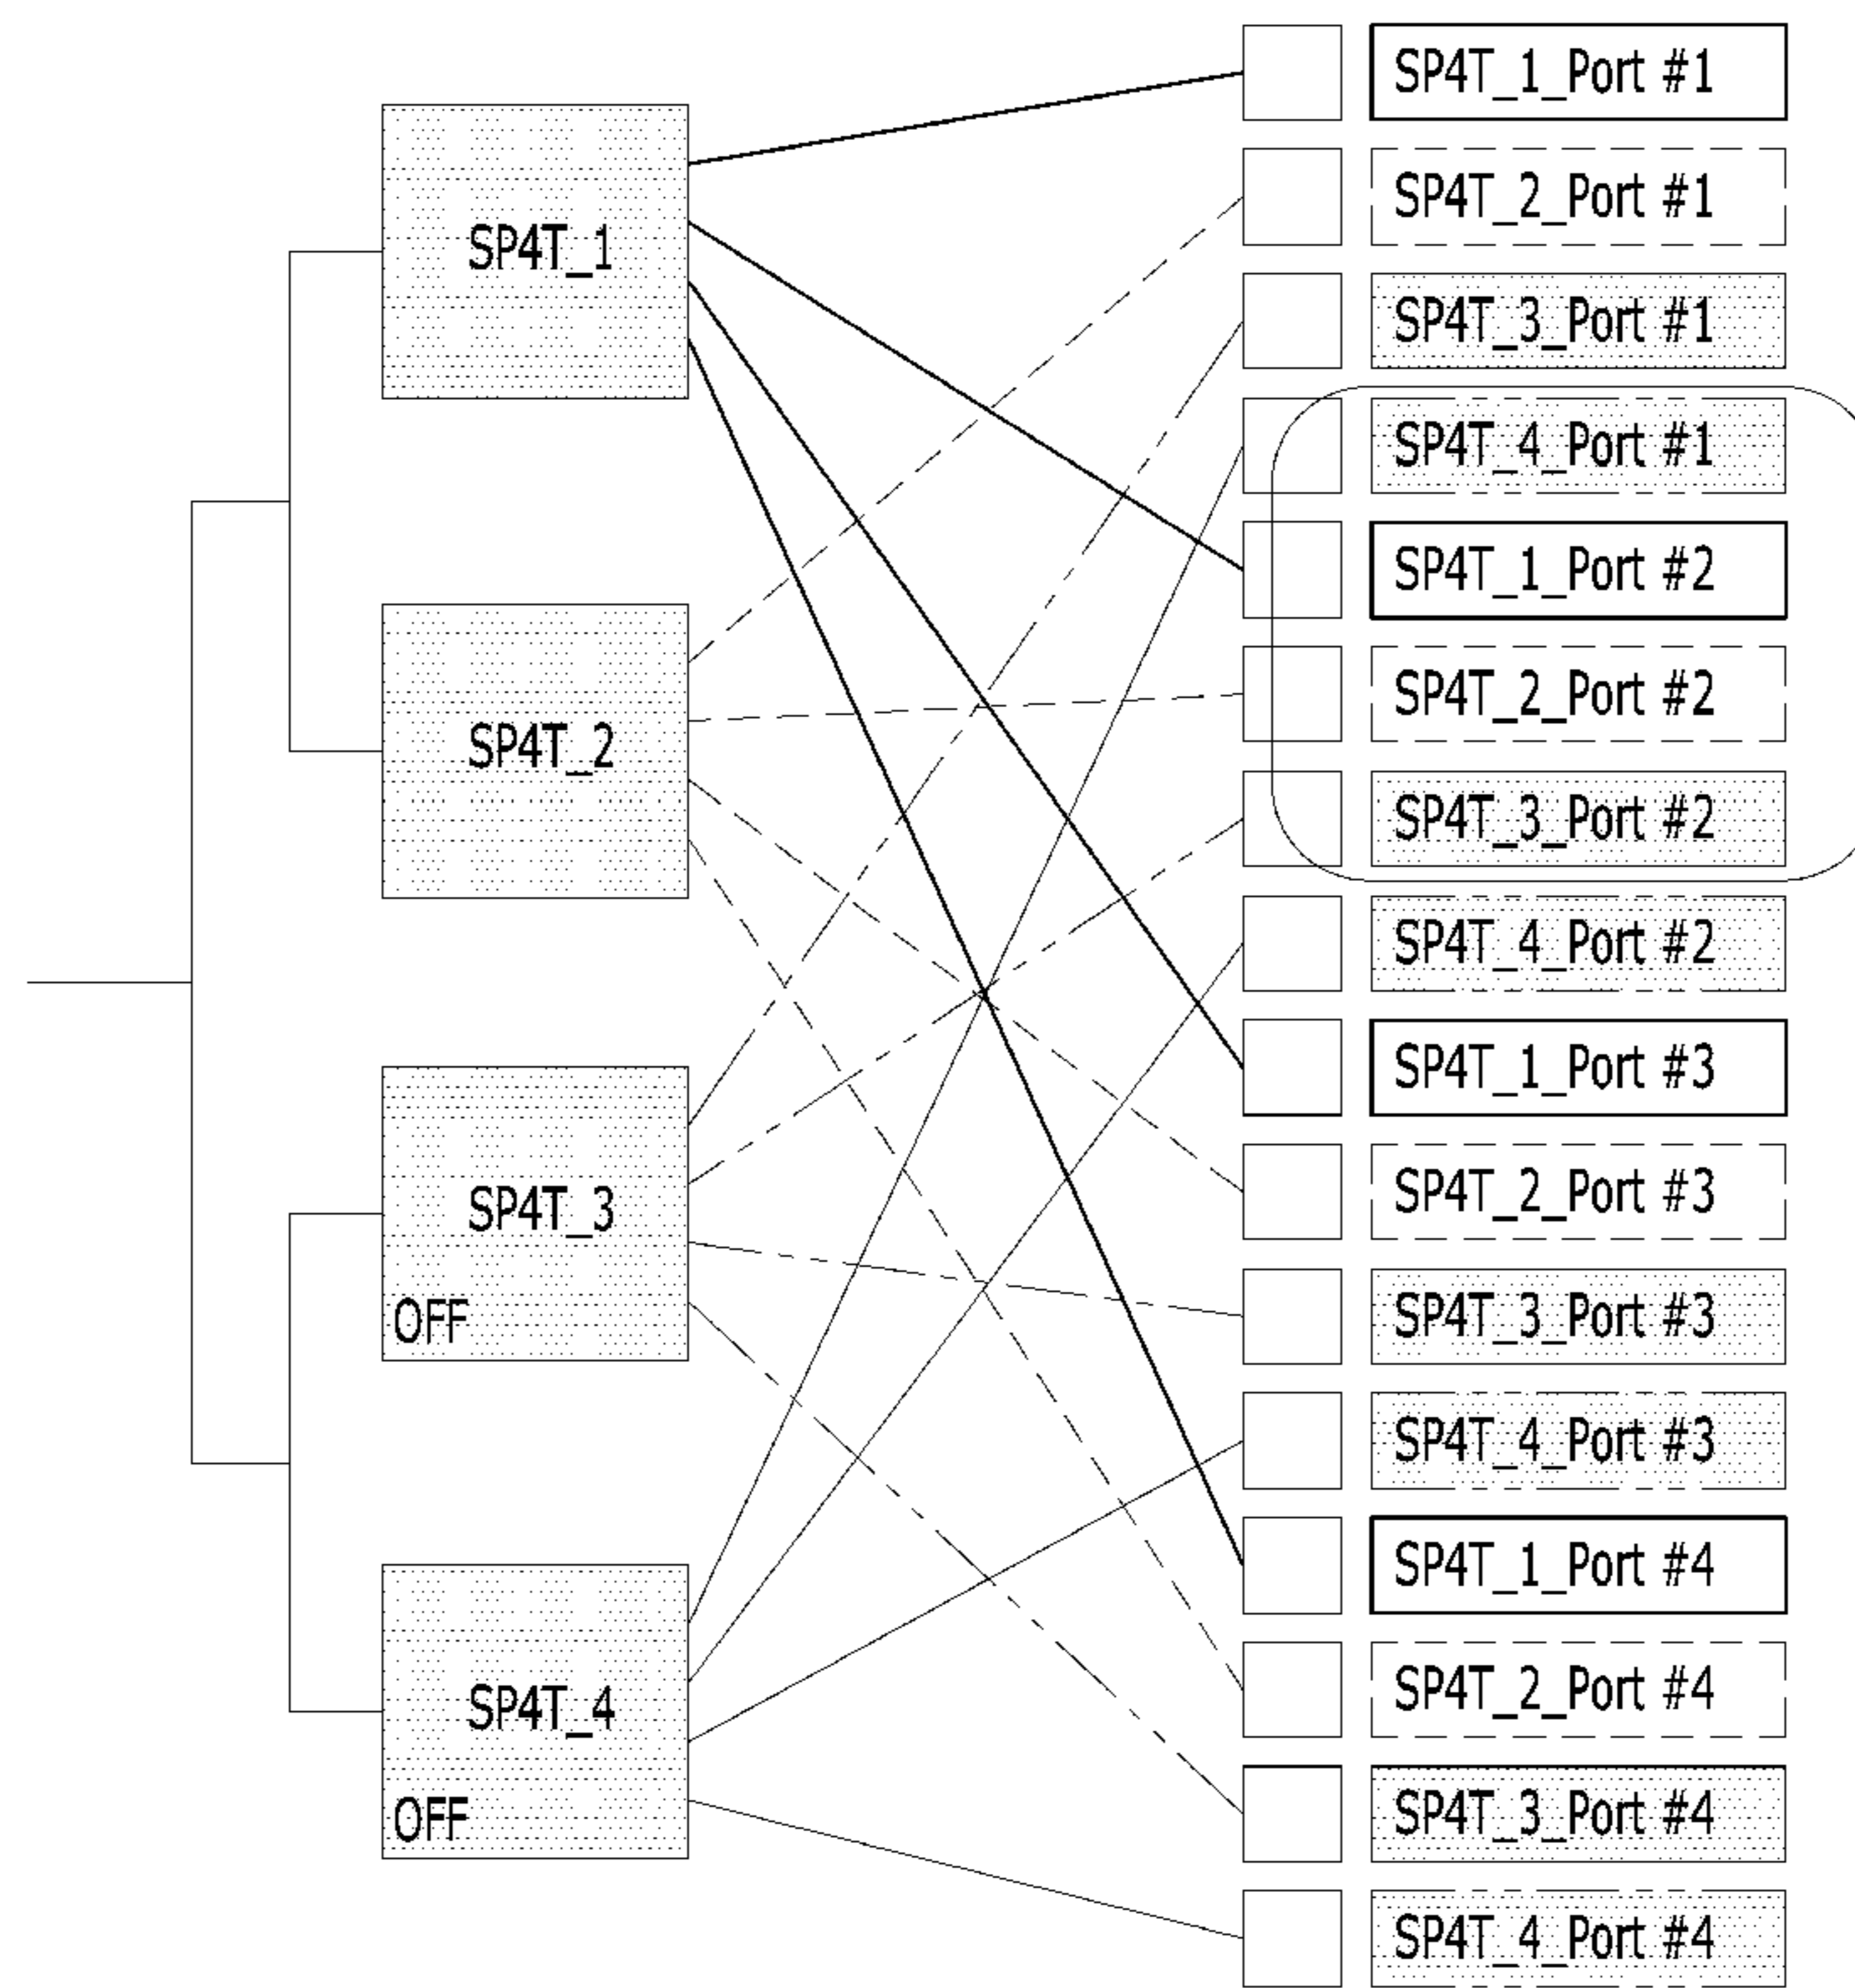 SP4T_1
SP4T_2
SP4T_3
OFF
SP4T_4
OFF
SP4T_1_Port #1
SP4T_2_Port #1
SP4T_3_Port #1
SP4T_4_Port #1
SP4T_1_Port #2
SP4T_2_Port #2
SP4T_3_Port #2
SP4T_4_Port #2
SP4T_1_Port #3
SP4T_2_Port #3
SP4T_3_Port #3
SP4T_4_Port #3
SP4T_1_Port #4
SP4T_2_Port #4
SP4T_3_Port #4
SP4T_4_Port #4